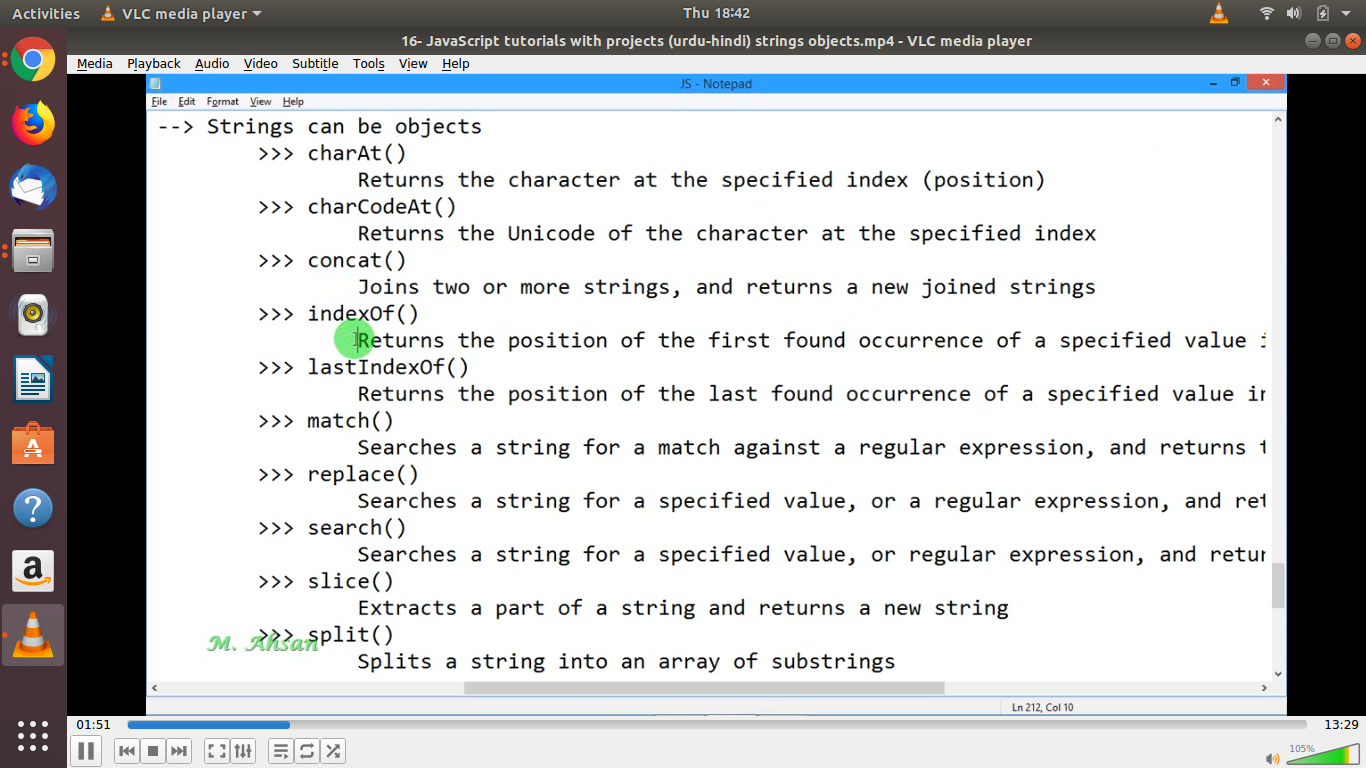 Activities VLC media player Thu 18:42
16- JavaScript tutorials with projects (urdu-hindi) strings objects.mp4 - VLC media player
Media Playback Audio Video Subtitle Tools View Help
JS - Notepad
File Edit Format View Help
--> Strings can be objects
>>> charAt()
Returns the character at the specified index (position)
>>> charCodeAt()
Returns the Unicode of the character at the specified index
>>> concat()
Joins two or more strings, and returns a new joined strings
>>> indexOf()
Returns the position of the first found occurrence of a specified value i
>>> lastIndexOf()
Returns the position of the last found occurrence of a specified value in
>>> match()
Searches a string for a match against a regular expression, and returns t
>>> replace()
Searches a string for a specified value, or a regular expression, and ret
>>> search()
Searches a string for a specified value, or regular expression, and retur
>>> slice()
Extracts a part of a string and returns a new string
>>> split()
M. Ahsan
Splits a string into an array of substrings
Ln 212, Col 10
01:51 13:29
105%